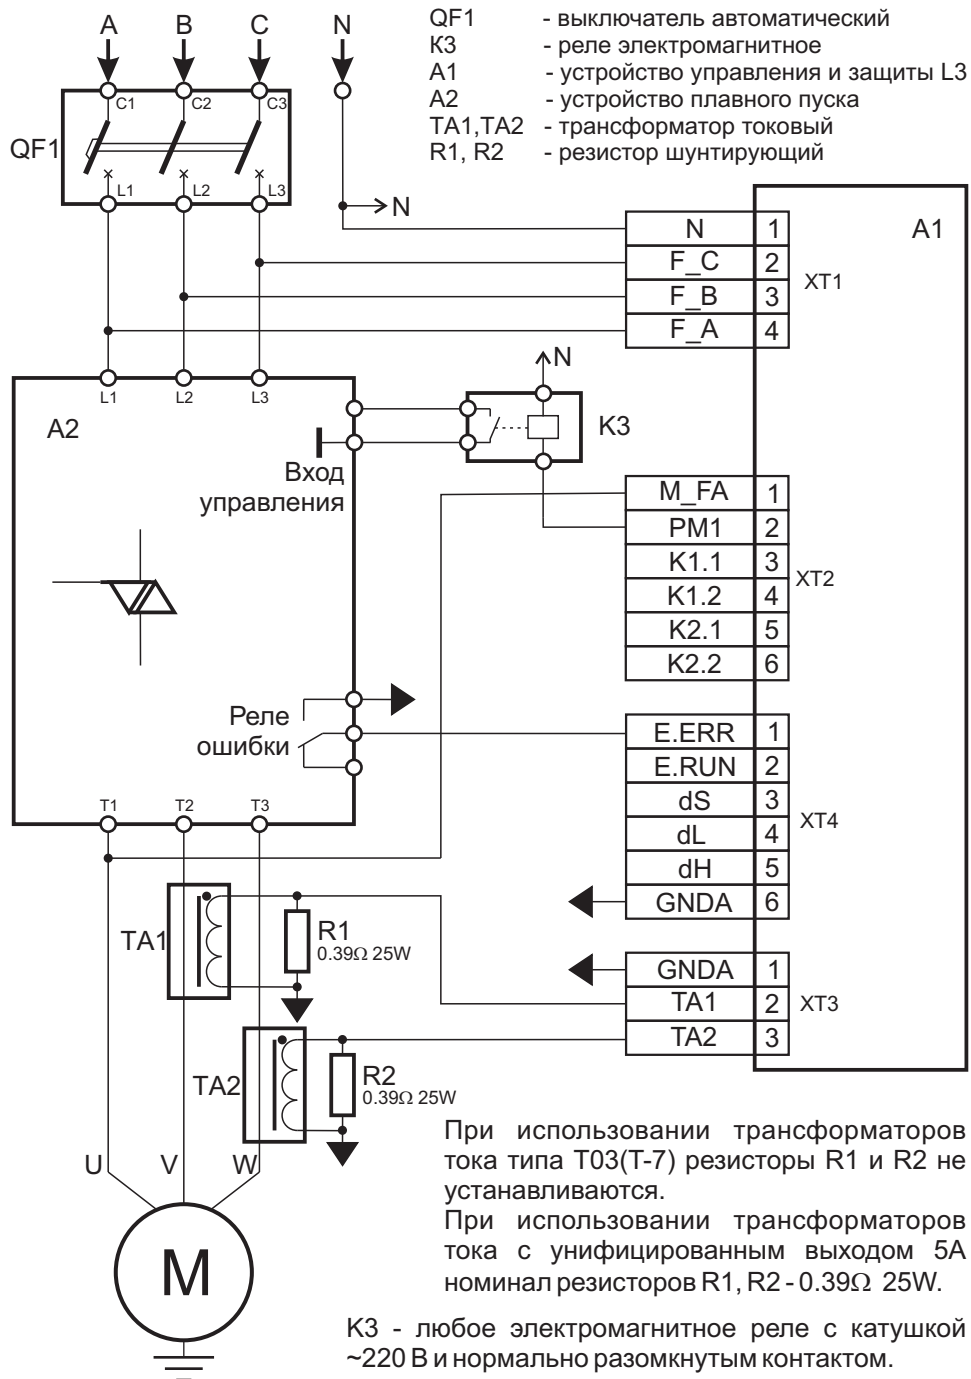 A B C N
QF1 - выключатель автоматический
К3 - реле электромагнитное
A1 - устройство управления и защиты L3
A2 - устройство плавного пуска
TA1,TA2 - трансформатор токовый
R1, R2 - резистор шунтирующий
C1 C2 C3
QF1
L1 L2 L3
N
A1
N 1
F_C 2
F_B 3
F_A 4
XT1
N
L1 L2 L3
A2
K3
Вход
управления
M_FA 1
PM1 2
K1.1 3
K1.2 4
K2.1 5
K2.2 6
XT2
Реле
ошибки
E.ERR 1
E.RUN 2
dS 3
dL 4
dH 5
GNDA 6
XT4
T1 T2 T3
TA1
R1
0.39Ω 25W
GNDA 1
TA1 2
TA2 3
XT3
TA2
R2
0.39Ω 25W
U V W
M
При использовании трансформаторов
тока типа Т03(Т-7) резисторы R1 и R2 не
устанавливаются.
При использовании трансформаторов
тока с унифицированным выходом 5А
номинал резисторов R1, R2 - 0.39Ω 25W.
К3 - любое электромагнитное реле с катушкой
~220 В и нормально разомкнутым контактом.